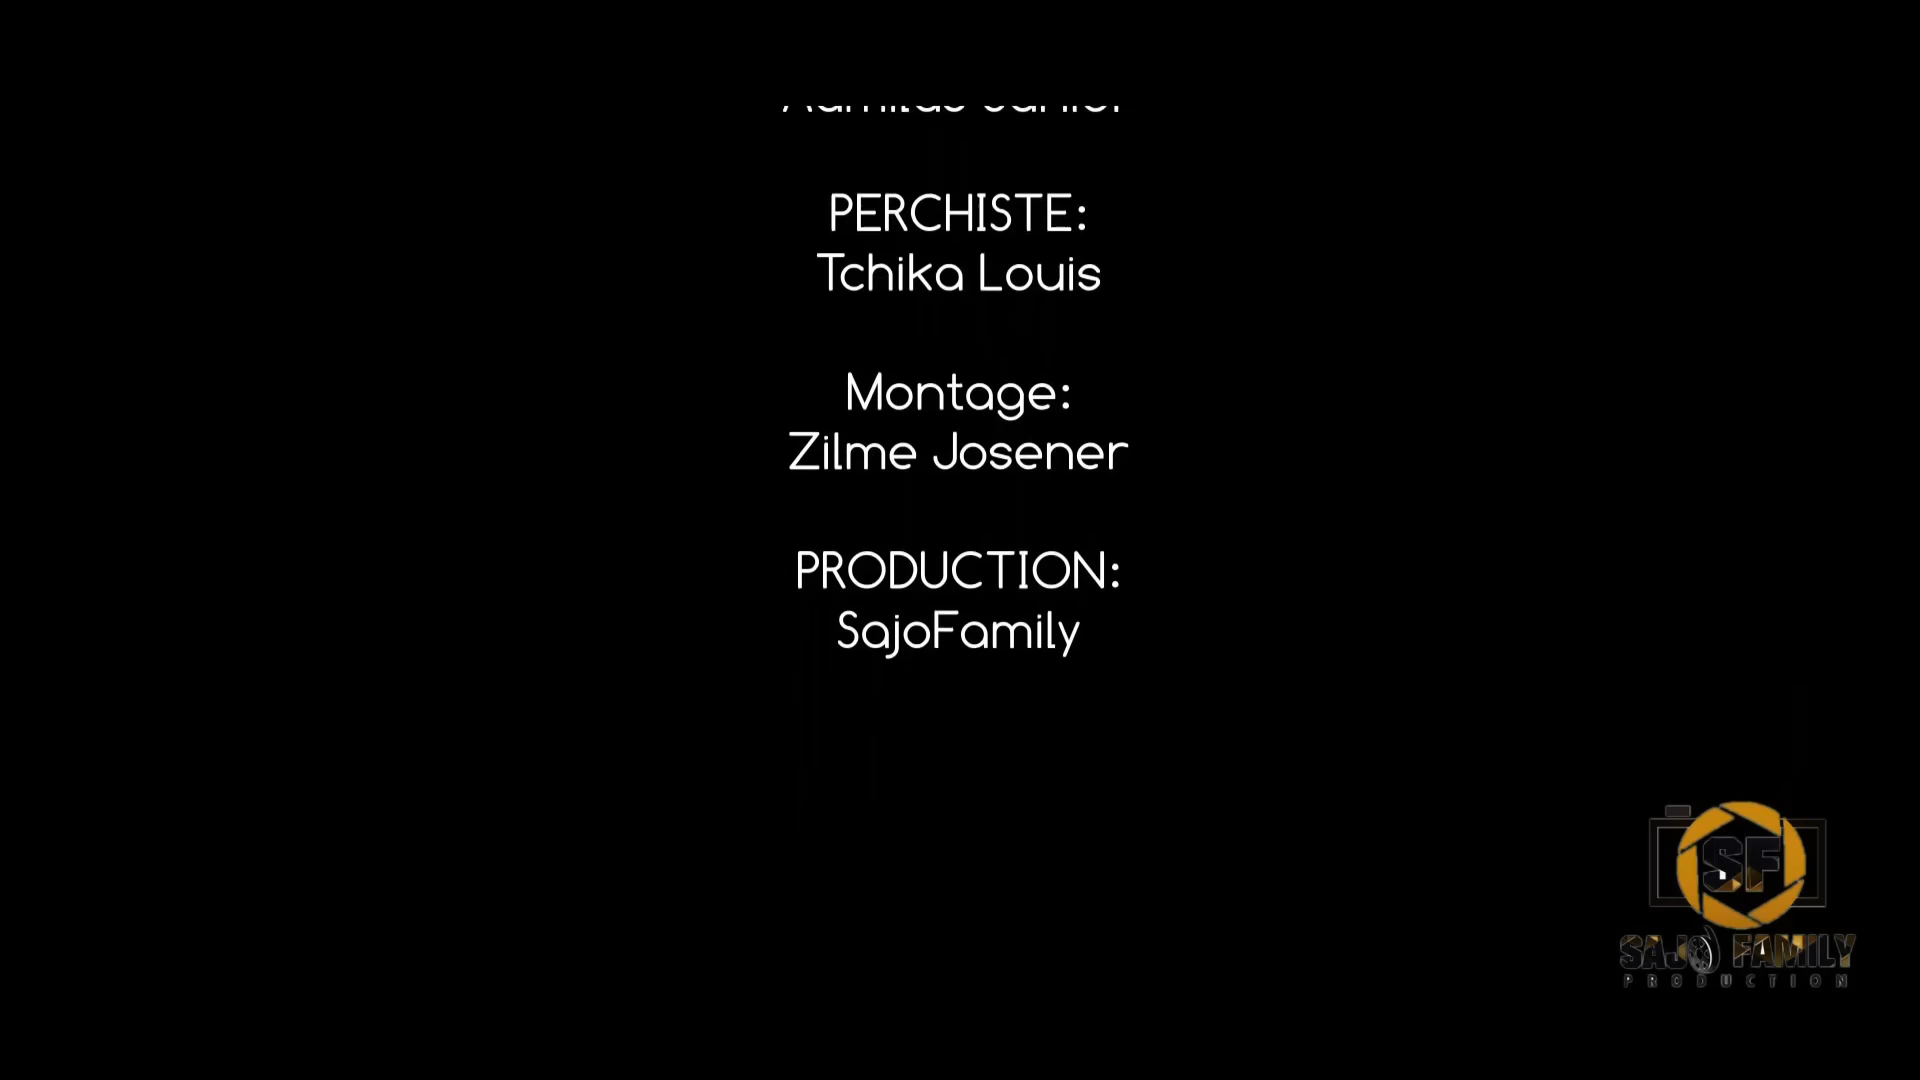 PERCHISTE:
Tchika Louis
Montage:
Zilme Josener
PRODUCTION:
SajoFamily
SF
SAJO FAMILY
PRODUCTION